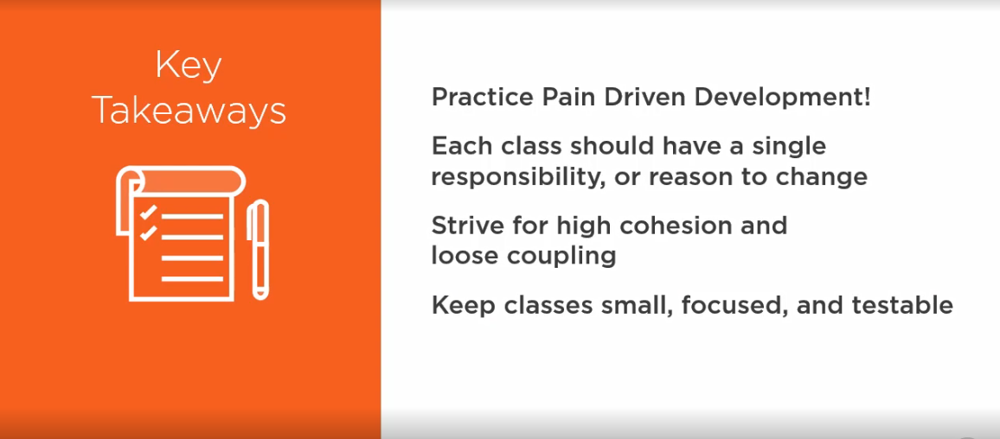 Key
Takeaways
Practice Pain Driven Development!
Each class should have a single
responsibility, or reason to change
Strive for high cohesion and
loose coupling
Keep classes small, focused, and testable